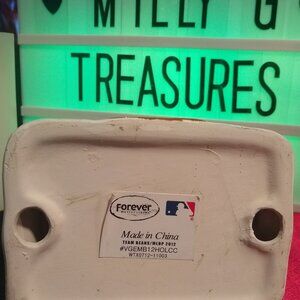 MILLY G
TREASURES
Forever
Made in China
TEAM BEANS/MLBP 2012
#VGEMB12HOLCC